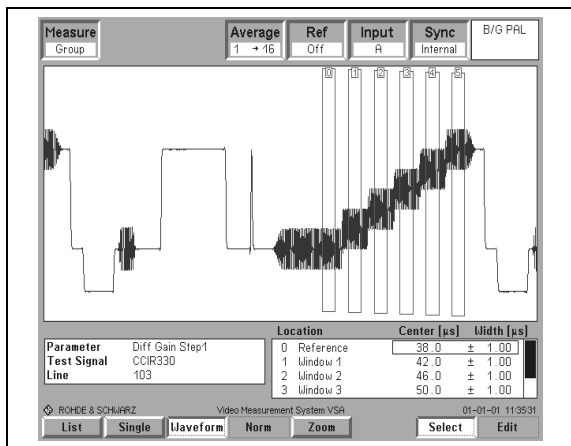 Measure Average Ref Input Sync B/G PAL
Group 1 → 16 Off A Internal
0 1 2 3 4 5
Location Center [µs] Width [µs]
Parameter Diff Gain Step1
Test Signal CCIR330
Line 103
0 Reference 38.0 ± 1.00
1 Window 1 42.0 ± 1.00
2 Window 2 46.0 ± 1.00
3 Window 3 50.0 ± 1.00
ROHDE & SCHWARZ Video Measurement System VSA 01-01-01 11:35:31
List Single Waveform Norm Zoom Select Edit